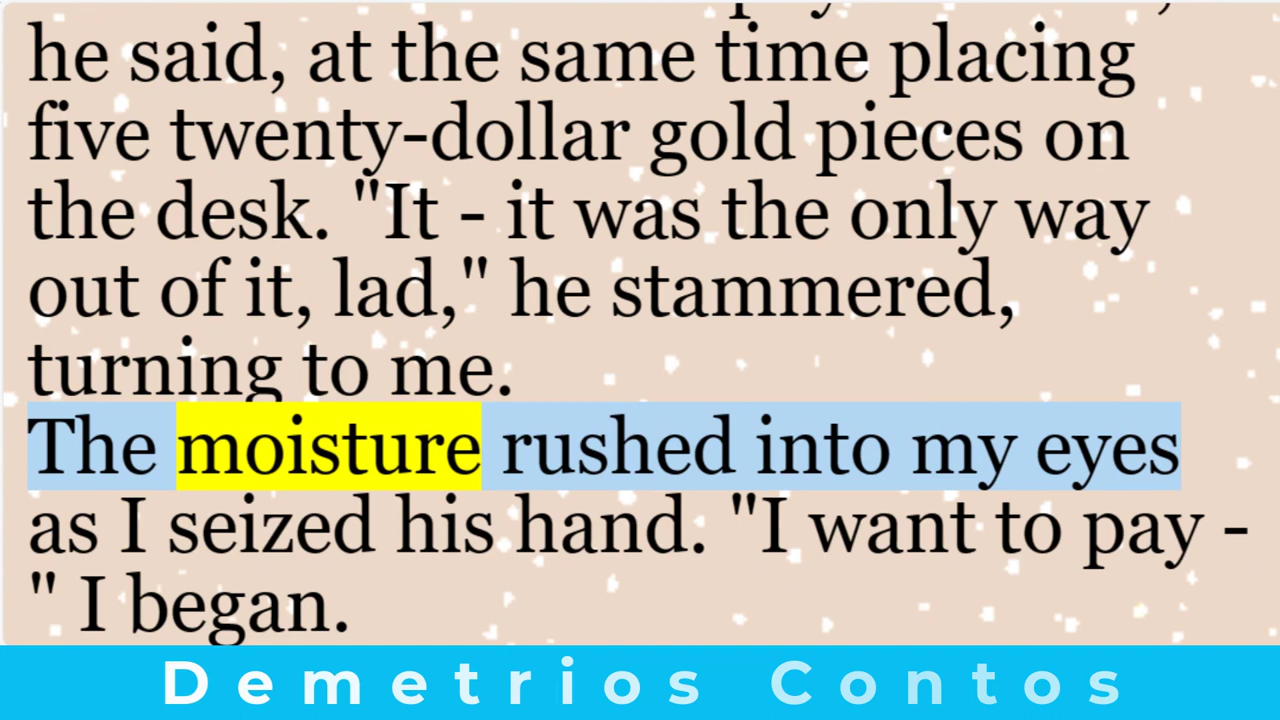 he said, at the same time placing
five twenty-dollar gold pieces on
the desk. "It - it was the only way
out of it, lad," he stammered,
turning to me.
The moisture rushed into my eyes
as I seized his hand. "I want to pay -
" I began.
Demetrios Contos